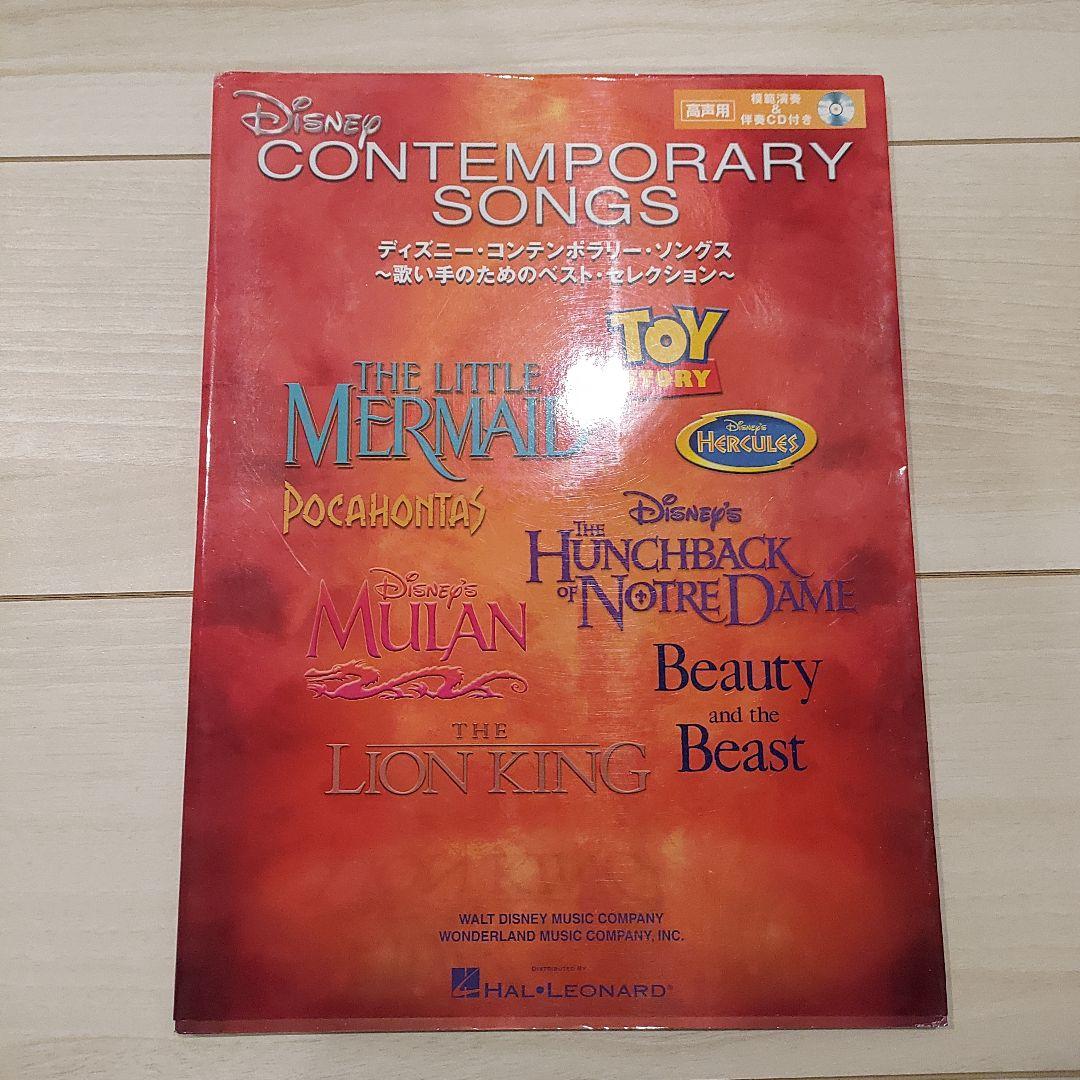 DISNEY
CONTEMPORARY
SONGS
高声用
模範演奏
&
伴奏CD付き
ディズニー・コンテンポラリー・ソングス
～歌い手のためのベスト・セレクション～
TOY
STORY
THE LITTLE
MERMAID
DISNEY'S
HERCULES
POCAHONTAS
DISNEY'S
THE
HUNCHBACK
OF NOTRE DAME
DISNEY'S
MULAN
Beauty
and the
Beast
THE
LION KING
WALT DISNEY MUSIC COMPANY
WONDERLAND MUSIC COMPANY, INC.
DISTRIBUTED BY
HAL•LEONARD®